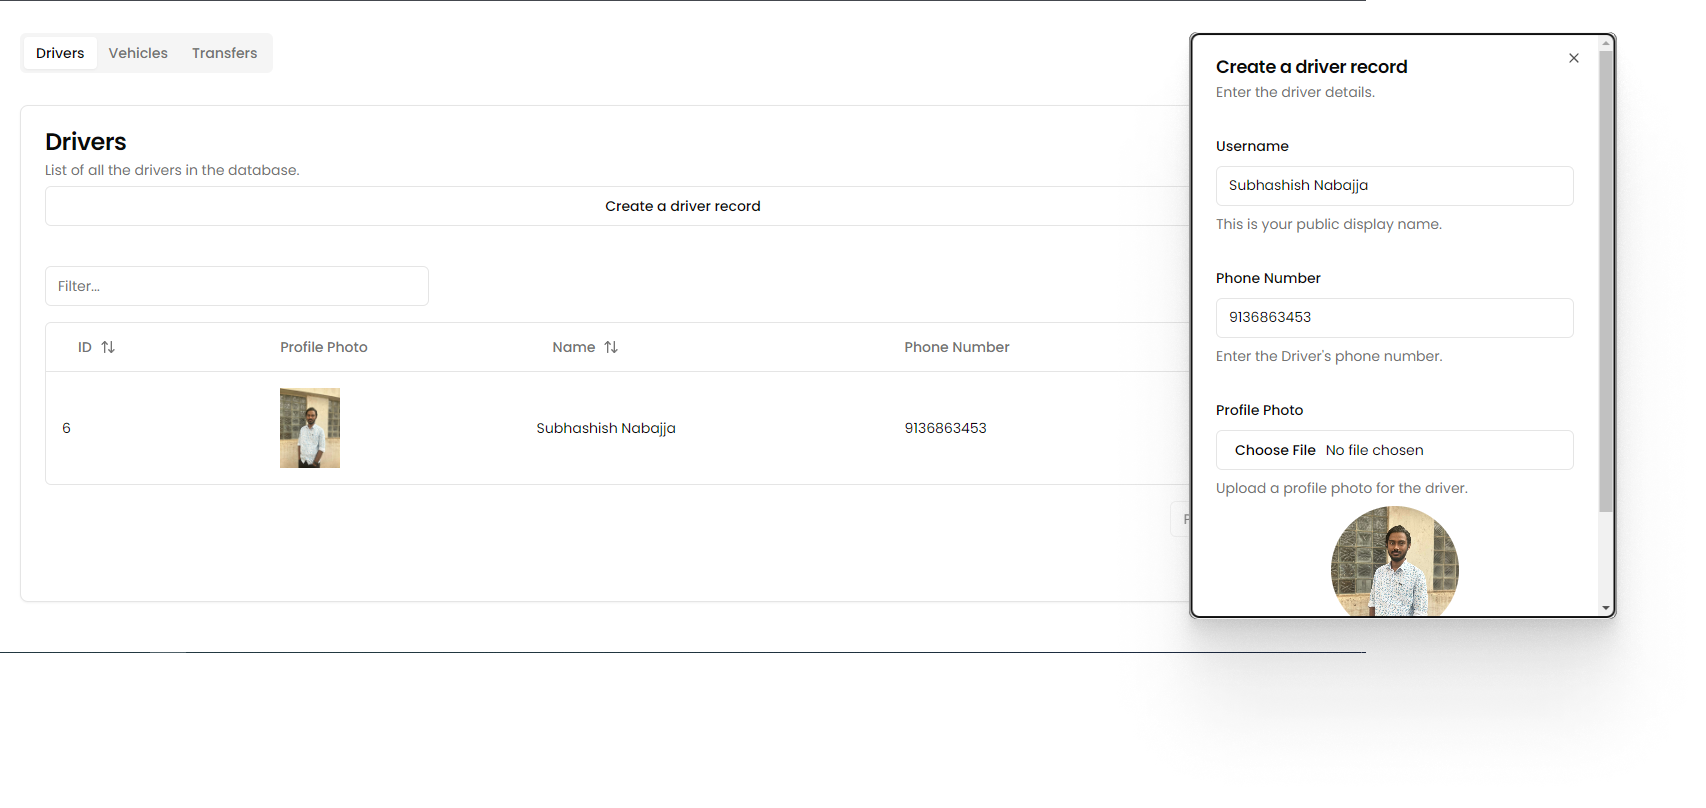 Drivers Vehicles Transfers
Drivers
List of all the drivers in the database.
Create a driver record
Filter...
ID Profile Photo Name Phone Number
6 Subhashish Nabajja 9136863453
Create a driver record
Enter the driver details.
Username
Subhashish Nabajja
This is your public display name.
Phone Number
9136863453
Enter the Driver's phone number.
Profile Photo
Choose File No file chosen
Upload a profile photo for the driver.